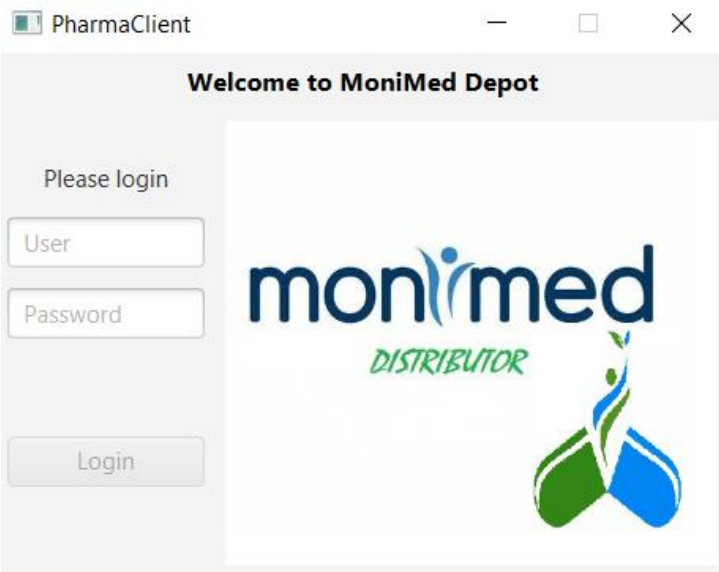 PharmaClient
Welcome to MoniMed Depot
Please login
User
Password
Login
monimed
DISTRIBUTOR